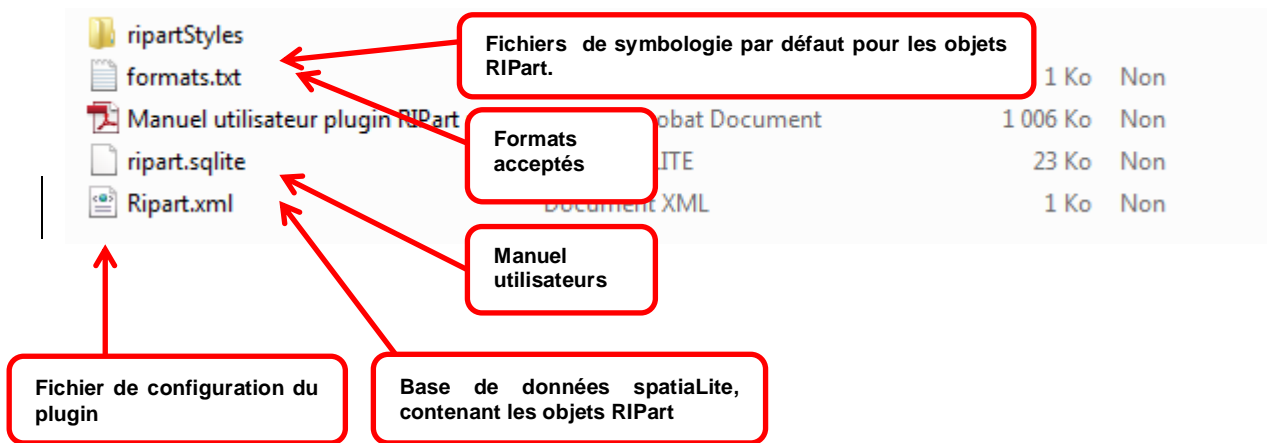 ripartStyles
Fichiers de symbologie par défaut pour les objets
RIPart.
formats.txt
1 Ko Non
Manuel utilisateur plugin RIPart
obat Document
1 006 Ko Non
Formats
acceptés
ripart.sqlite
ITE
23 Ko Non
Ripart.xml
Document XML
1 Ko Non
Manuel
utilisateurs
Fichier de configuration du
plugin
Base de données spatiaLite,
contenant les objets RIPart